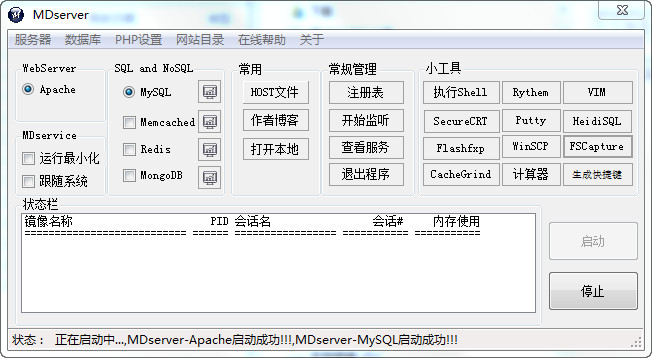 MDserver
服务器 数据库 PHP设置 网站目录 在线帮助 关于
WebServer
Apache
MDservice
运行最小化
跟随系统
SQL and NoSQL
MySQL
Memcached
Redis
MongoDB
常用
HOST文件
作者博客
打开本地
常规管理
注册表
开始监听
查看服务
退出程序
小工具
执行Shell Rythem VIM
SecureCRT Putty HeidiSQL
Flashfxp WinSCP FSCapture
CacheGrind 计算器 生成快捷键
状态栏
镜像名称 PID 会话名 会话# 内存使用
========================= ======== ================ =========== ============
启动
停止
状态： 正在启动中...,MDserver-Apache启动成功!!!,MDserver-MySQL启动成功!!!